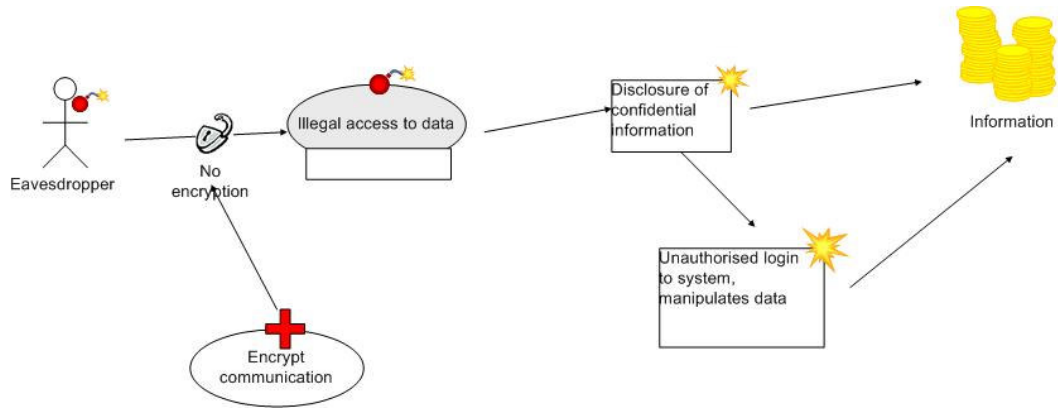 Eavesdropper
No
encryption
Illegal access to data
Disclosure of
confidential
information
Information
Unauthorised login
to system,
manipulates data
Encrypt
communication